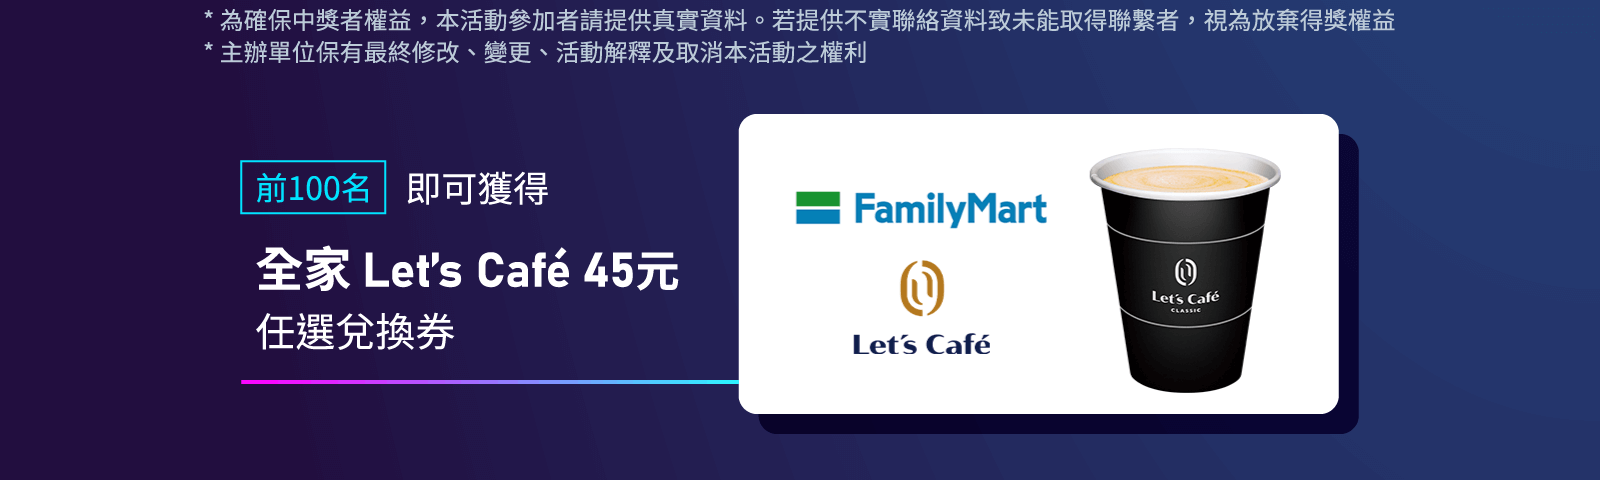 * 為確保中獎者權益，本活動參加者請提供真實資料。若提供不實聯絡資料致未能取得聯繫者，視為放棄得獎權益
* 主辦單位保有最終修改、變更、活動解釋及取消本活動之權利
前100名 即可獲得
全家 Let's Café 45元
任選兌換券
FamilyMart
Let's Café
Let's Café
CLASSIC